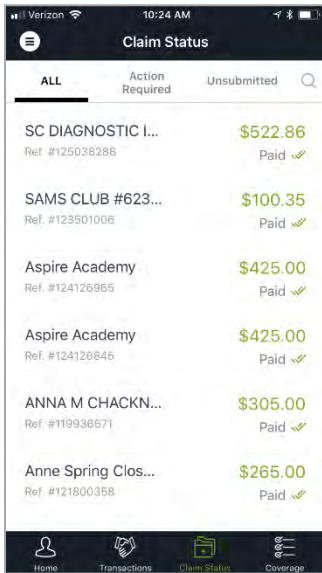 Verizon 10:24 AM
Claim Status
ALL Action Required Unsubmitted
SC DIAGNOSTIC I... $522.86
Ref. #125038288 Paid
SAMS CLUB #623... $100.35
Ref. #123501006 Paid
Aspire Academy $425.00
Ref. #124126965 Paid
Aspire Academy $425.00
Ref. #124126846 Paid
ANNA M CHACKN... $305.00
Ref. #119936671 Paid
Anne Spring Clos... $265.00
Ref. #121800358 Paid
Home Transactions Claim Status Coverage